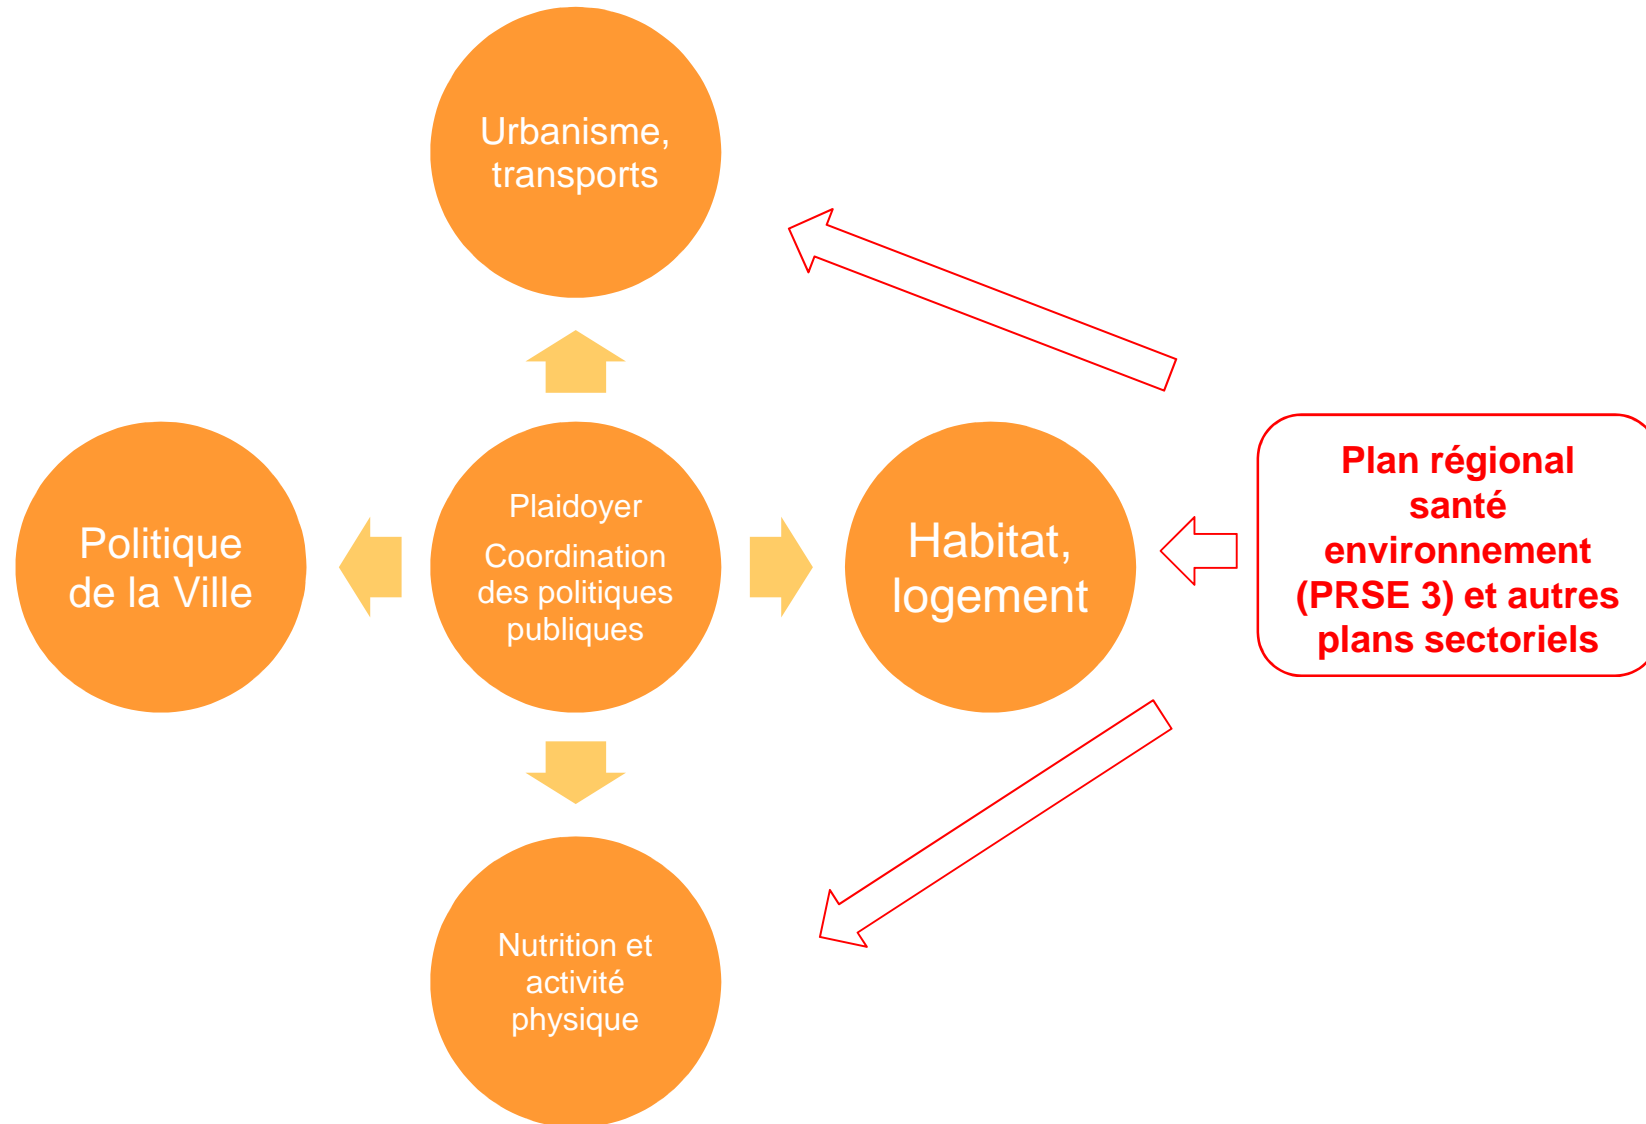 Urbanisme,
transports
Politique
de la Ville
Plaidoyer
Coordination
des politiques
publiques
Habitat,
logement
Plan régional
santé
environnement
(PRSE 3) et autres
plans sectoriels
Nutrition et
activité
physique